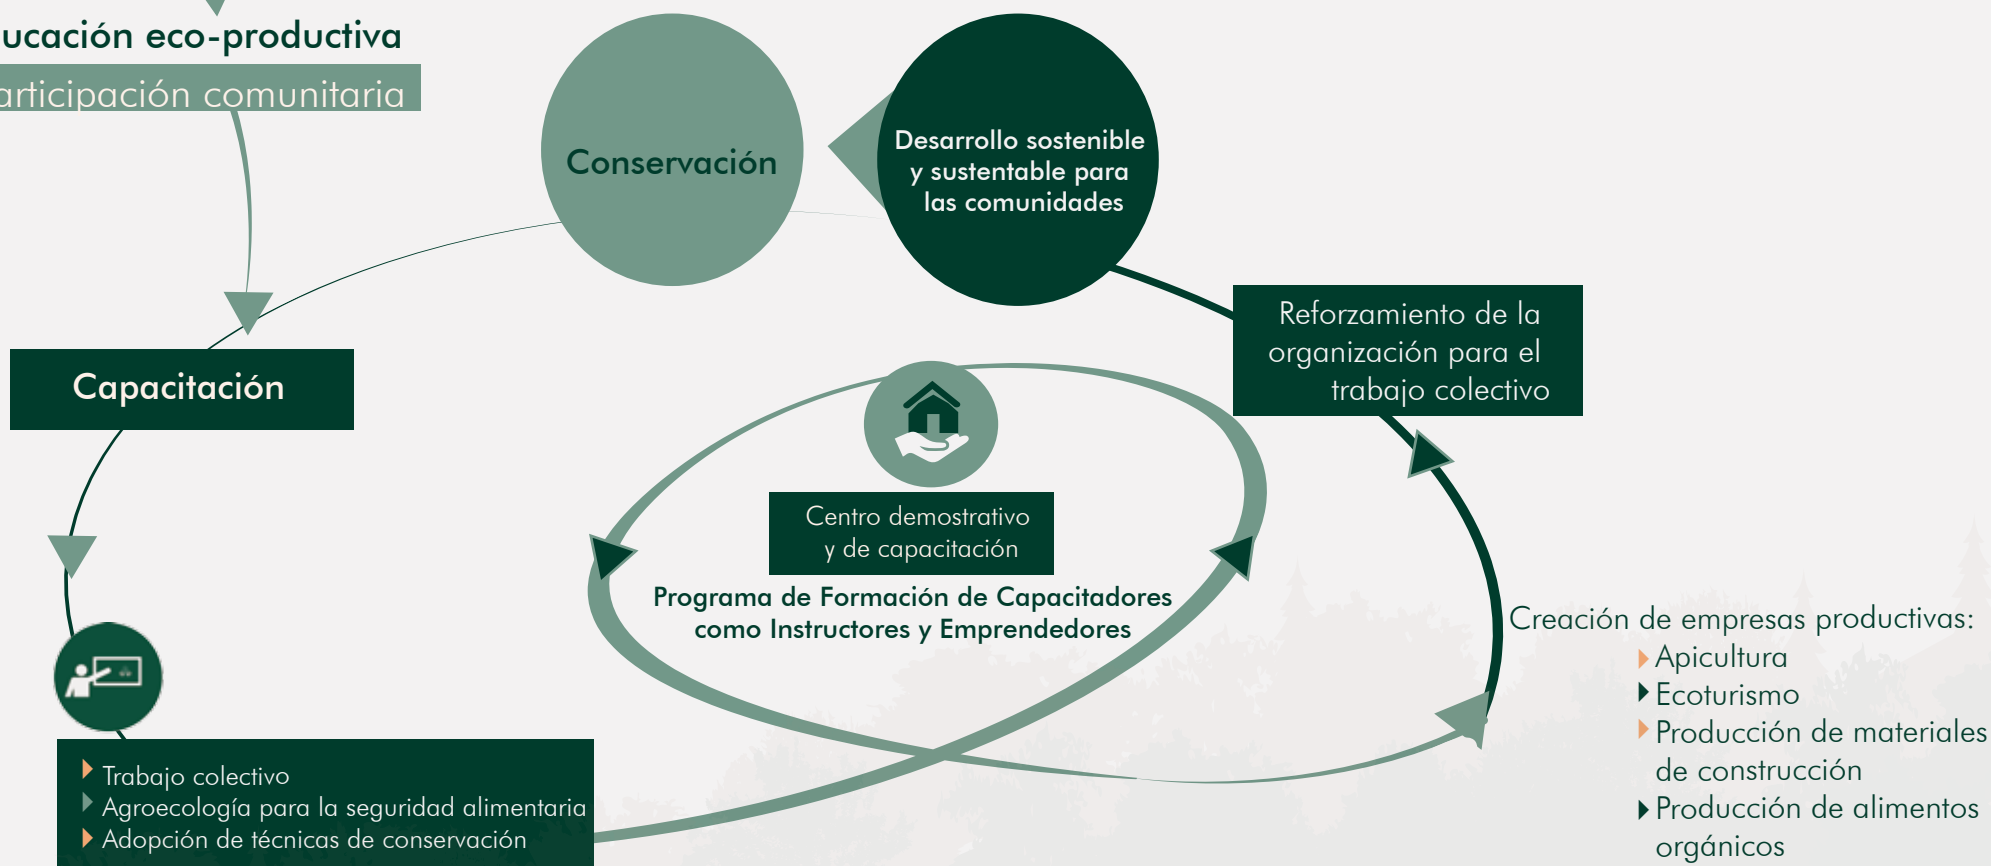 ucación eco-productiva
articipación comunitaria
Conservación
Desarrollo sostenible
y sustentable para
las comunidades
Capacitación
Reforzamiento de la
organización para el
trabajo colectivo
Centro demostrativo
y de capacitación
Programa de Formación de Capacitadores
como Instructores y Emprendedores
Trabajo colectivo
Agroecología para la seguridad alimentaria
Adopción de técnicas de conservación
Creación de empresas productivas:
Apicultura
Ecoturismo
Producción de materiales
de construcción
Producción de alimentos
orgánicos